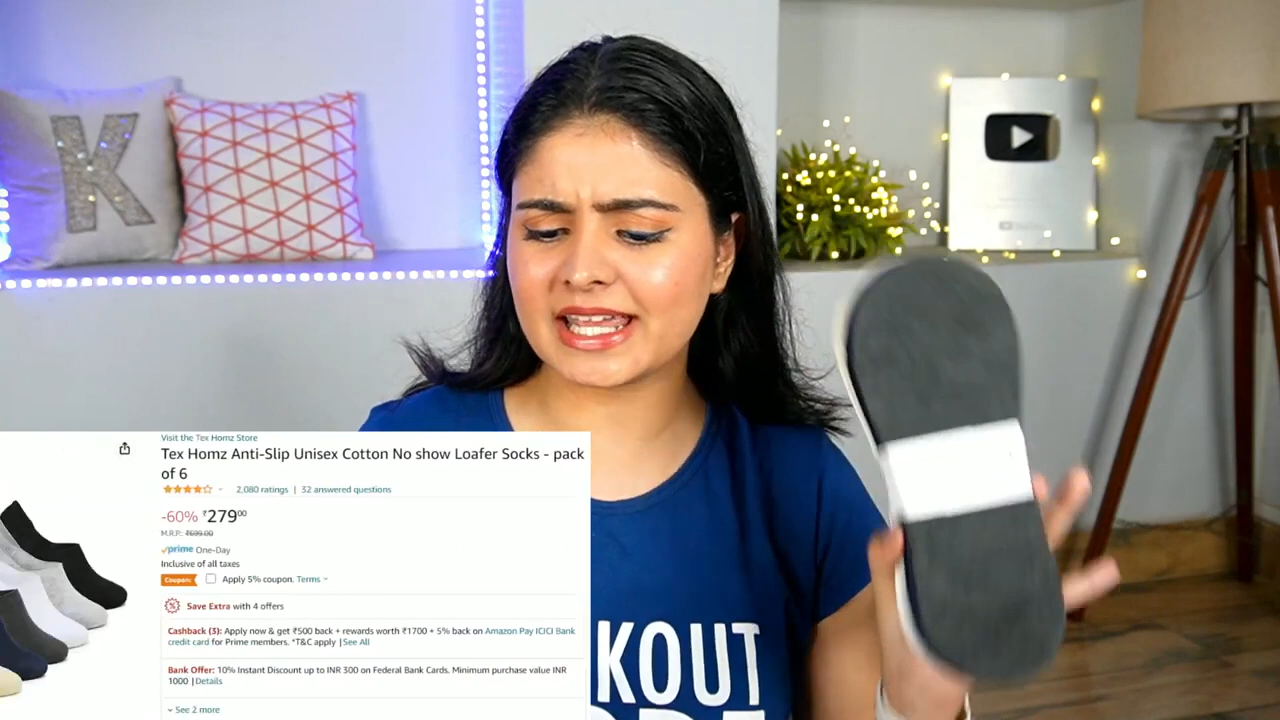 K
Visit the Tex Homz Store
Tex Homz Anti-Slip Unisex Cotton No show Loafer Socks - pack
of 6
2,080 ratings | 32 answered questions
-60% ₹279⁰⁰
M.R.P.: ₹699.00
prime One-Day
Inclusive of all taxes
Coupon: Apply 5% coupon. Terms
Save Extra with 4 offers
Cashback (3): Apply now & get ₹500 back + rewards worth ₹1700 + 5% back on Amazon Pay ICICI Bank
credit card for Prime members. *T&C apply |See All
Bank Offer: 10% Instant Discount up to INR 300 on Federal Bank Cards. Minimum purchase value INR
1000 |Details
See 2 more
KOUT